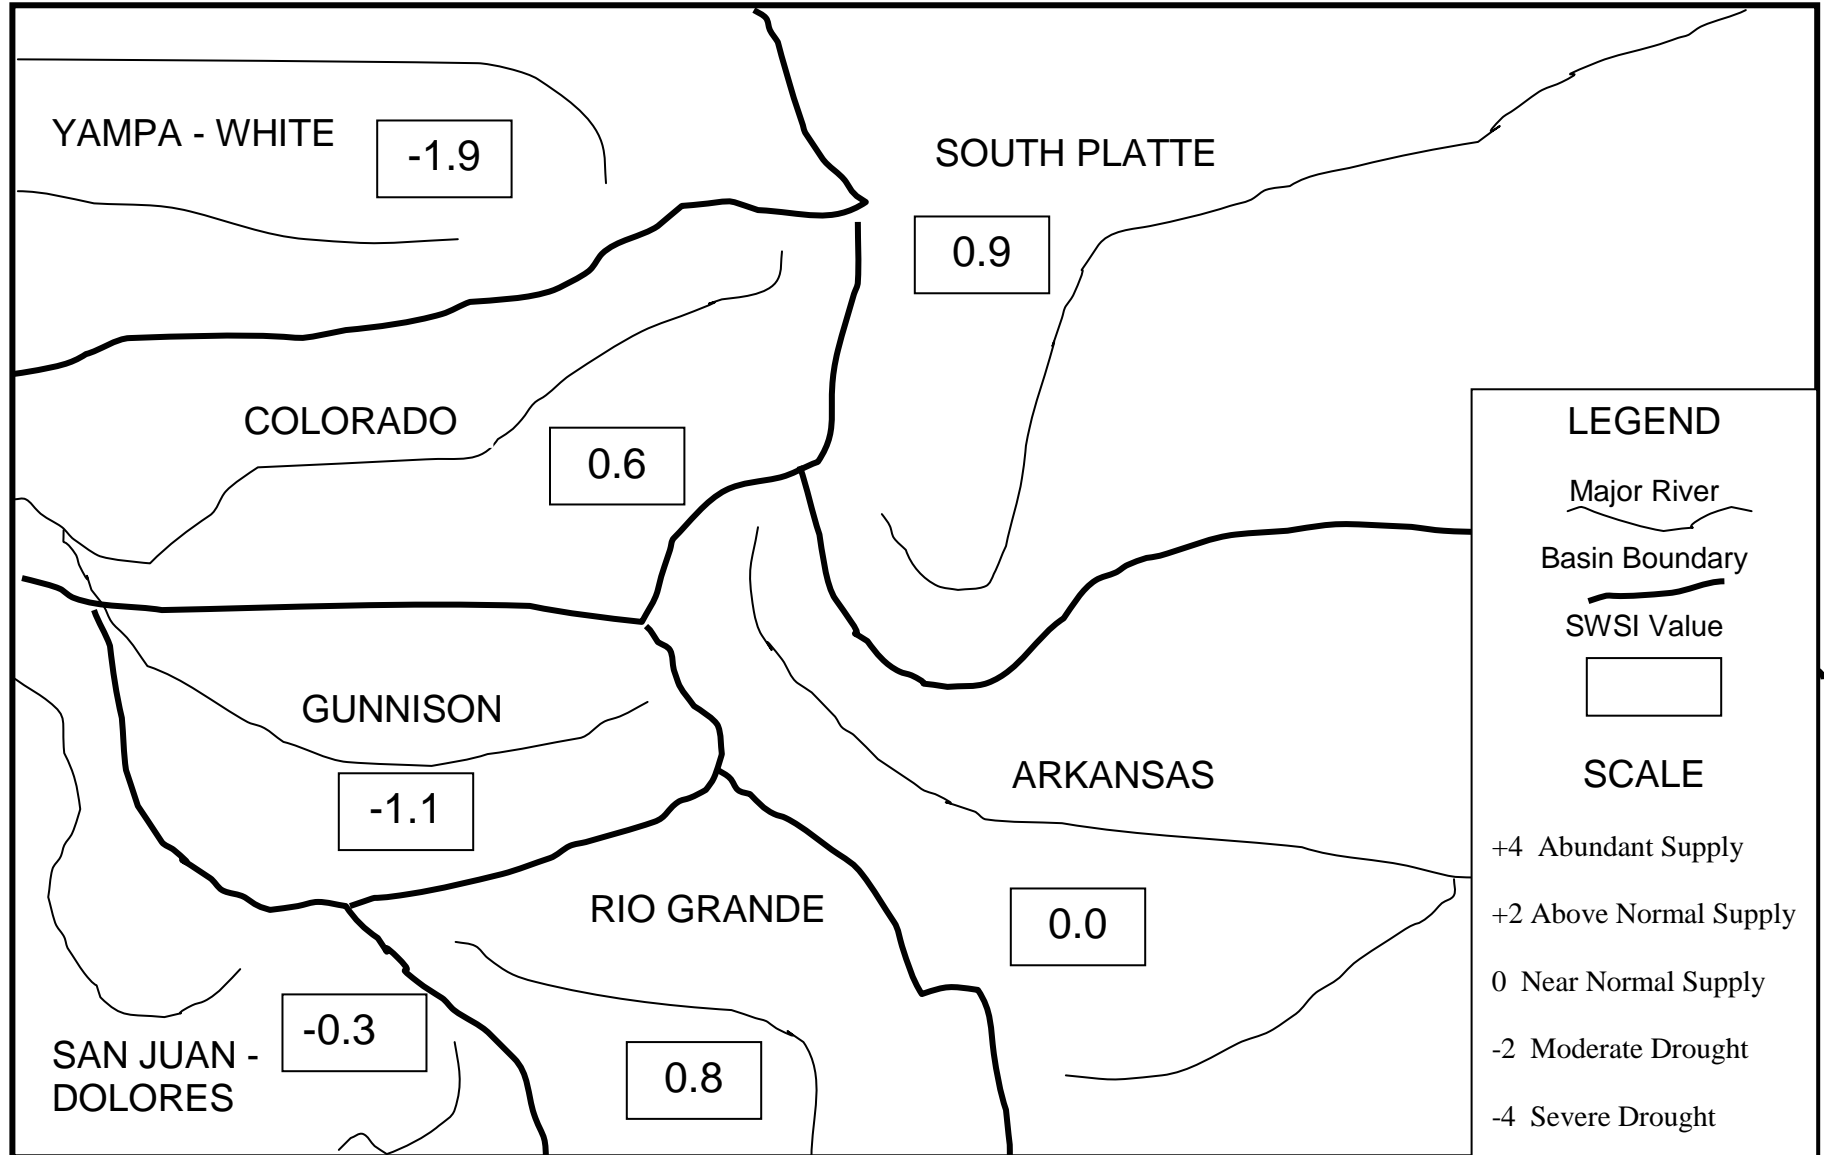 YAMPA - WHITE
-1.9
SOUTH PLATTE
0.9
COLORADO
0.6
GUNNISON
-1.1
ARKANSAS
0.0
RIO GRANDE
0.8
SAN JUAN -
DOLORES
-0.3
LEGEND
Major River
Basin Boundary
SWSI Value
SCALE
+4 Abundant Supply
+2 Above Normal Supply
0 Near Normal Supply
-2 Moderate Drought
-4 Severe Drought